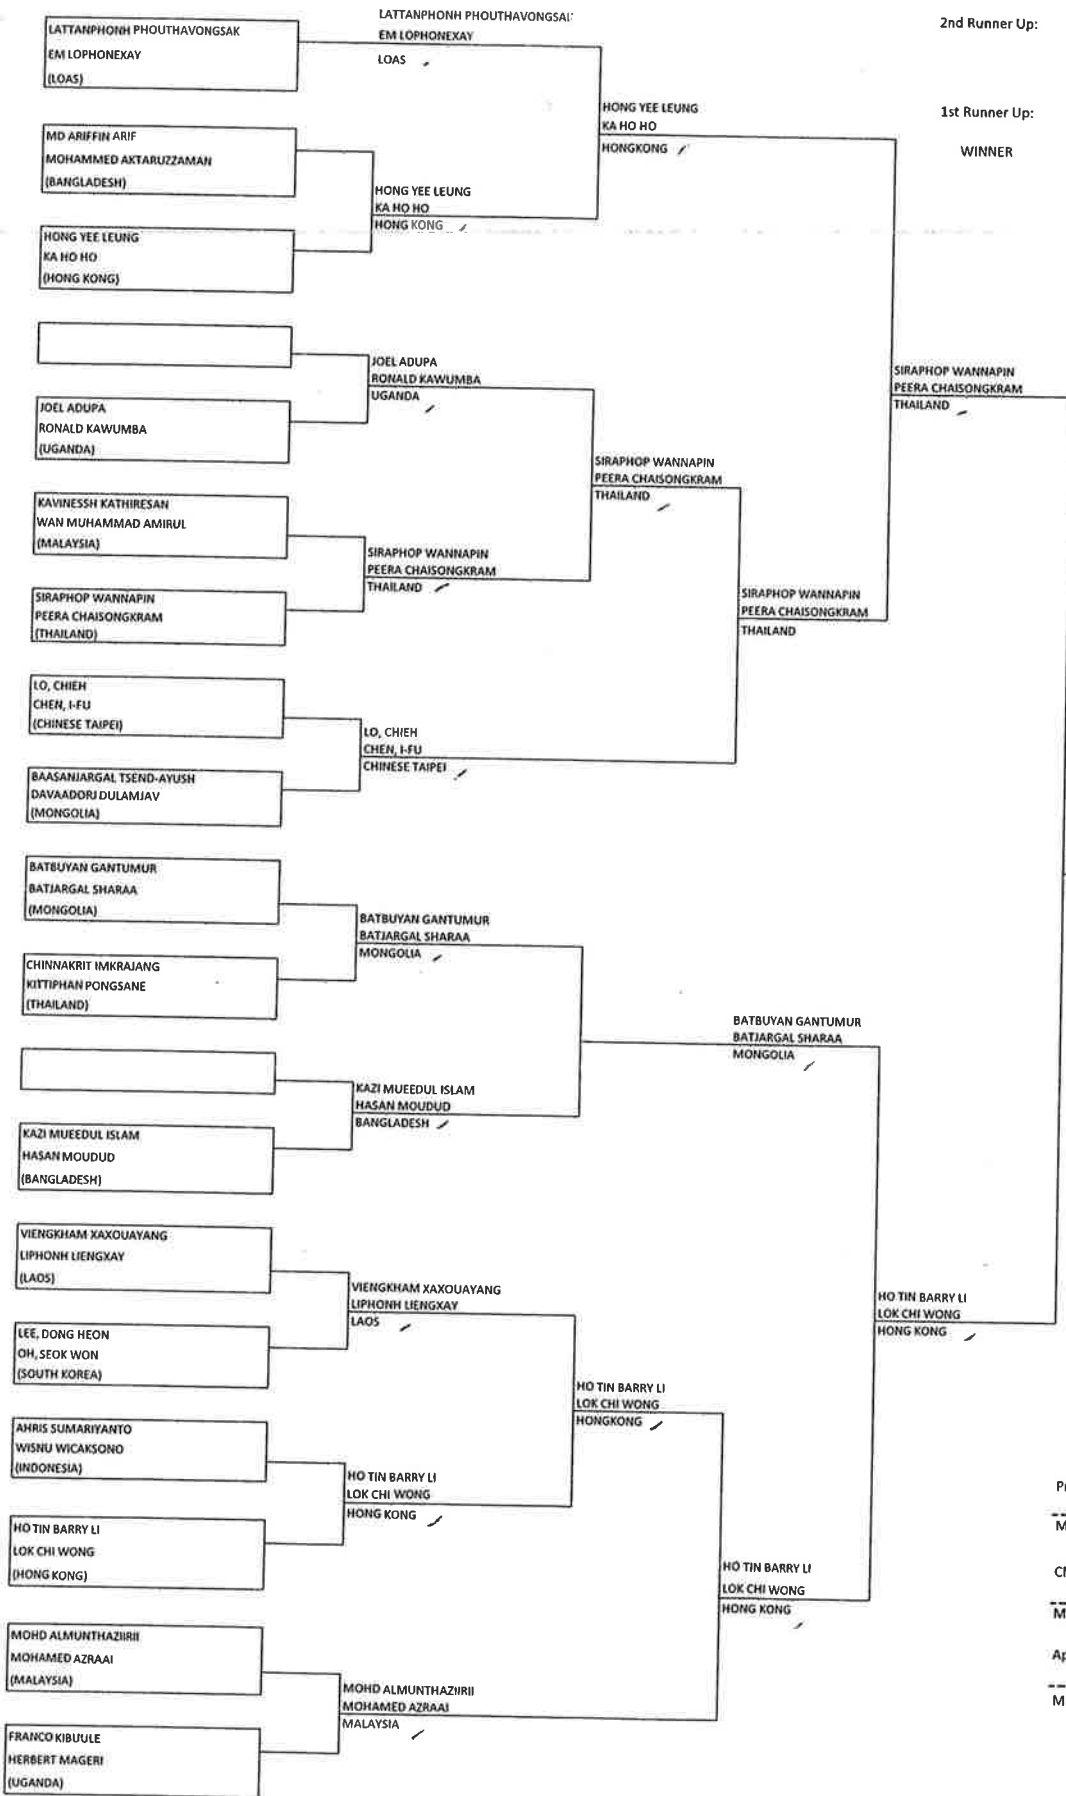 LATTANPHONH PHOUTHAVONGSAK
EM LOPHONEXAY
(LOAS)
MD ARIFFIN ARIF
MOHAMMED AKTARUZZAMAN
(BANGLADESH)
HONG YEE LEUNG
KA HO HO
(HONG KONG)
JOEL ADUPA
RONALD KAWUMBA
(UGANDA)
KAVINESSH KATHIRESAN
WAN MUHAMMAD AMIRUL
(MALAYSIA)
SIRAPHOP WANNAPIN
PEERA CHAISONGKRAM
(THAILAND)
LO, CHIEH
CHEN, I-FU
(CHINESE TAIPEI)
BAASANJARGAL TSEND-AYUSH
DAVAADORJ DULAMJAV
(MONGOLIA)
BATBUYAN GANTUMUR
BATJARGAL SHARAA
(MONGOLIA)
CHINNAKRIT IMKRAJANG
KITTIPHAN PONGSANE
(THAILAND)
KAZI MUEEDUL ISLAM
HASAN MOUDUD
(BANGLADESH)
VIENGKHAM XAXOUAYANG
LIPHONH LIENGXAY
(LAOS)
LEE, DONG HEON
OH, SEOK WON
(SOUTH KOREA)
AHRIS SUMARIYANTO
WISNU WICAKSONO
(INDONESIA)
HO TIN BARRY LI
LOK CHI WONG
(HONG KONG)
MOHD ALMUNTHAZIIRII
MOHAMED AZRAAI
(MALAYSIA)
FRANCO KIBUULE
HERBERT MAGERI
(UGANDA)
LATTANPHONH PHOUTHAVONGSAK
EM LOPHONEXAY
LOAS
HONG YEE LEUNG
KA HO HO
HONG KONG
JOEL ADUPA
RONALD KAWUMBA
UGANDA
SIRAPHOP WANNAPIN
PEERA CHAISONGKRAM
THAILAND
LO, CHIEH
CHEN, I-FU
CHINESE TAIPEI
BATBUYAN GANTUMUR
BATJARGAL SHARAA
MONGOLIA
KAZI MUEEDUL ISLAM
HASAN MOUDUD
BANGLADESH
VIENGKHAM XAXOUAYANG
LIPHONH LIENGXAY
LAOS
HO TIN BARRY LI
LOK CHI WONG
HONG KONG
MOHD ALMUNTHAZIIRII
MOHAMED AZRAAI
MALAYSIA
HONG YEE LEUNG
KA HO HO
HONGKONG
SIRAPHOP WANNAPIN
PEERA CHAISONGKRAM
THAILAND
HO TIN BARRY LI
LOK CHI WONG
HONGKONG
SIRAPHOP WANNAPIN
PEERA CHAISONGKRAM
THAILAND
BATBUYAN GANTUMUR
BATJARGAL SHARAA
MONGOLIA
HO TIN BARRY LI
LOK CHI WONG
HONG KONG
SIRAPHOP WANNAPIN
PEERA CHAISONGKRAM
THAILAND
HO TIN BARRY LI
LOK CHI WONG
HONG KONG
2nd Runner Up:
1st Runner Up:
WINNER